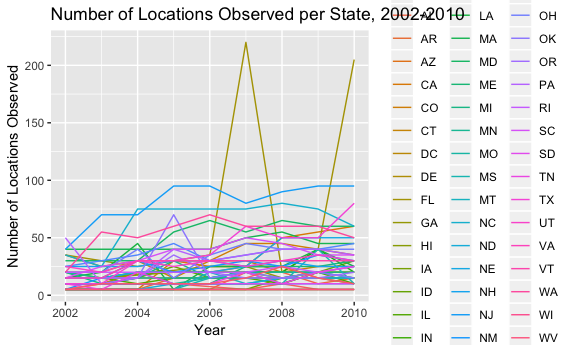 Number of Locations Observed per State, 2002-2010
Number of Locations Observed
200
150
100
50
0
2002
2004
2006
2008
2010
Year
AR
AZ
CA
CO
CT
DC
DE
FL
GA
HI
IA
ID
IL
IN
LA
MA
MD
ME
MI
MN
MO
MS
MT
NC
ND
NE
NH
NJ
NM
OH
OK
OR
PA
RI
SC
SD
TN
TX
UT
VA
VT
WA
WI
WV